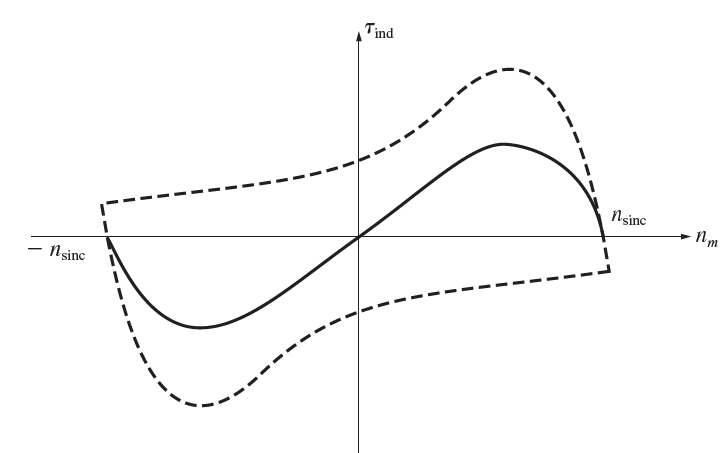 τind
nsinc
nm
– nsinc